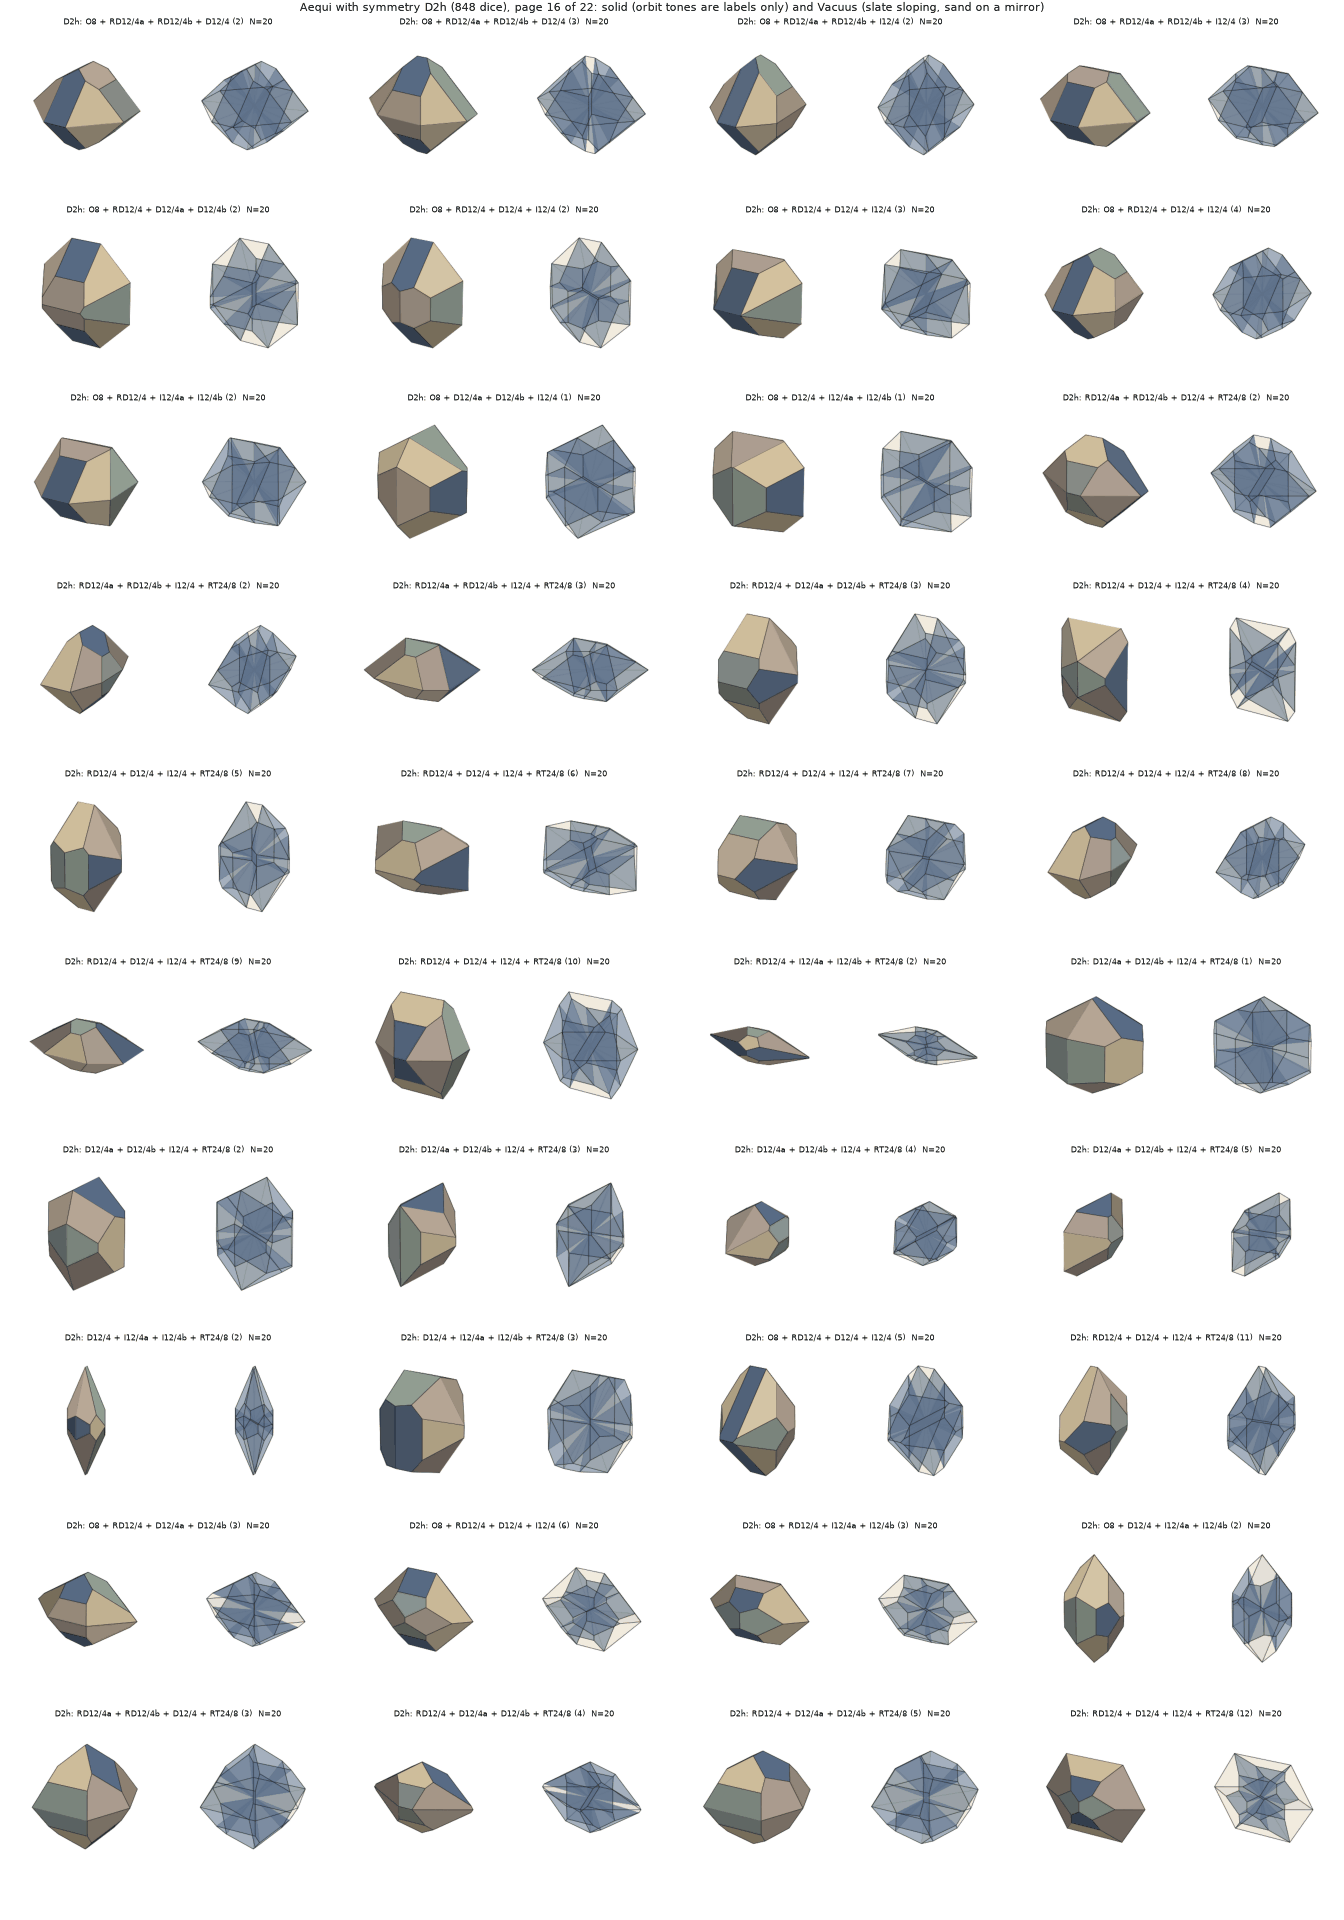 Aequi with symmetry D2h (848 dice), page 16 of 22: solid (orbit tones are labels only) and Vacuus (slate sloping, sand on a mirror)
D2h: O8 + RD12/4a + RD12/4b + D12/4 (2) N=20
D2h: O8 + RD12/4a + RD12/4b + D12/4 (3) N=20
D2h: O8 + RD12/4a + RD12/4b + I12/4 (2) N=20
D2h: O8 + RD12/4a + RD12/4b + I12/4 (3) N=20
D2h: O8 + RD12/4 + D12/4a + D12/4b (2) N=20
D2h: O8 + RD12/4 + D12/4 + I12/4 (2) N=20
D2h: O8 + RD12/4 + D12/4 + I12/4 (3) N=20
D2h: O8 + RD12/4 + D12/4 + I12/4 (4) N=20
D2h: O8 + RD12/4 + I12/4a + I12/4b (2) N=20
D2h: O8 + D12/4a + D12/4b + I12/4 (1) N=20
D2h: O8 + D12/4 + I12/4a + I12/4b (1) N=20
D2h: RD12/4a + RD12/4b + D12/4 + RT24/8 (2) N=20
D2h: RD12/4a + RD12/4b + I12/4 + RT24/8 (2) N=20
D2h: RD12/4a + RD12/4b + I12/4 + RT24/8 (3) N=20
D2h: RD12/4 + D12/4a + D12/4b + RT24/8 (3) N=20
D2h: RD12/4 + D12/4 + I12/4 + RT24/8 (4) N=20
D2h: RD12/4 + D12/4 + I12/4 + RT24/8 (5) N=20
D2h: RD12/4 + D12/4 + I12/4 + RT24/8 (6) N=20
D2h: RD12/4 + D12/4 + I12/4 + RT24/8 (7) N=20
D2h: RD12/4 + D12/4 + I12/4 + RT24/8 (8) N=20
D2h: RD12/4 + D12/4 + I12/4 + RT24/8 (9) N=20
D2h: RD12/4 + D12/4 + I12/4 + RT24/8 (10) N=20
D2h: RD12/4 + I12/4a + I12/4b + RT24/8 (2) N=20
D2h: D12/4a + D12/4b + I12/4 + RT24/8 (1) N=20
D2h: D12/4a + D12/4b + I12/4 + RT24/8 (2) N=20
D2h: D12/4a + D12/4b + I12/4 + RT24/8 (3) N=20
D2h: D12/4a + D12/4b + I12/4 + RT24/8 (4) N=20
D2h: D12/4a + D12/4b + I12/4 + RT24/8 (5) N=20
D2h: D12/4 + I12/4a + I12/4b + RT24/8 (2) N=20
D2h: D12/4 + I12/4a + I12/4b + RT24/8 (3) N=20
D2h: O8 + RD12/4 + D12/4 + I12/4 (5) N=20
D2h: RD12/4 + D12/4 + I12/4 + RT24/8 (11) N=20
D2h: O8 + RD12/4 + D12/4a + D12/4b (3) N=20
D2h: O8 + RD12/4 + D12/4 + I12/4 (6) N=20
D2h: O8 + RD12/4 + I12/4a + I12/4b (3) N=20
D2h: O8 + D12/4 + I12/4a + I12/4b (2) N=20
D2h: RD12/4a + RD12/4b + D12/4 + RT24/8 (3) N=20
D2h: RD12/4 + D12/4a + D12/4b + RT24/8 (4) N=20
D2h: RD12/4 + D12/4a + D12/4b + RT24/8 (5) N=20
D2h: RD12/4 + D12/4 + I12/4 + RT24/8 (12) N=20